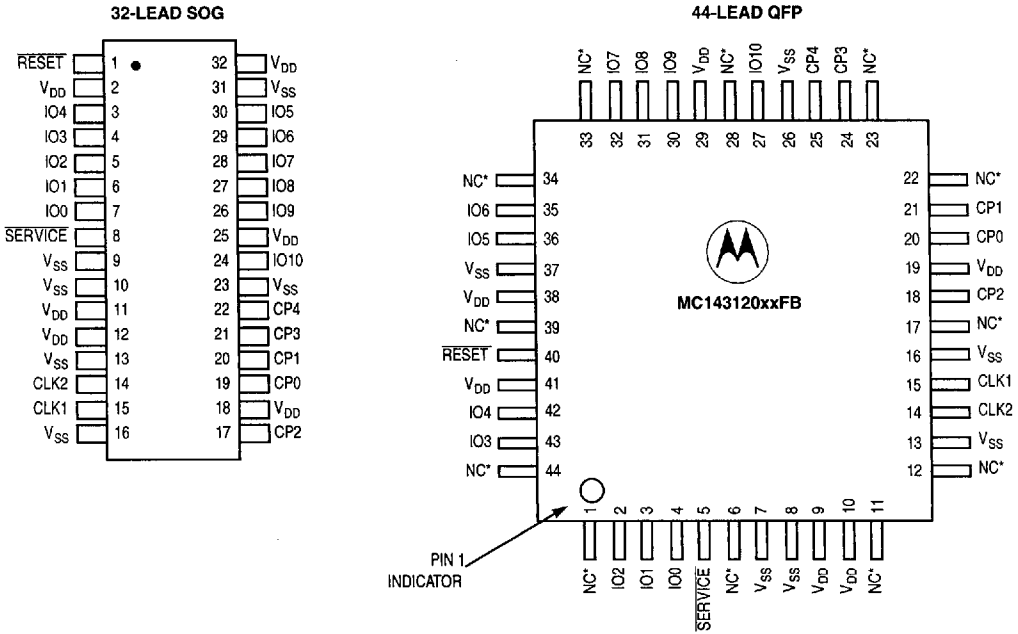 32-LEAD SOG
RESET 1 32 VDD
VDD 2 31 VSS
IO4 3 30 IO5
IO3 4 29 IO6
IO2 5 28 IO7
IO1 6 27 IO8
IO0 7 26 IO9
SERVICE 8 25 VDD
VSS 9 24 IO10
VSS 10 23 VSS
VDD 11 22 CP4
VDD 12 21 CP3
VSS 13 20 CP1
CLK2 14 19 CP0
CLK1 15 18 VDD
VSS 16 17 CP2
44-LEAD QFP
NC* IO7 IO8 IO9 VDD NC* IO10 VSS CP4 CP3 NC*
33 32 31 30 29 28 27 26 25 24 23
NC* 34 22 NC*
IO6 35 21 CP1
IO5 36 20 CP0
VSS 37 19 VDD
VDD 38 18 CP2
NC* 39 17 NC*
RESET 40 16 VSS
VDD 41 15 CLK1
IO4 42 14 CLK2
IO3 43 13 VSS
NC* 44 12 NC*
MC143120xxFB
1 2 3 4 5 6 7 8 9 10 11
NC* IO2 IO1 IO0 SERVICE NC* VSS VSS VDD VDD NC*
PIN 1
INDICATOR